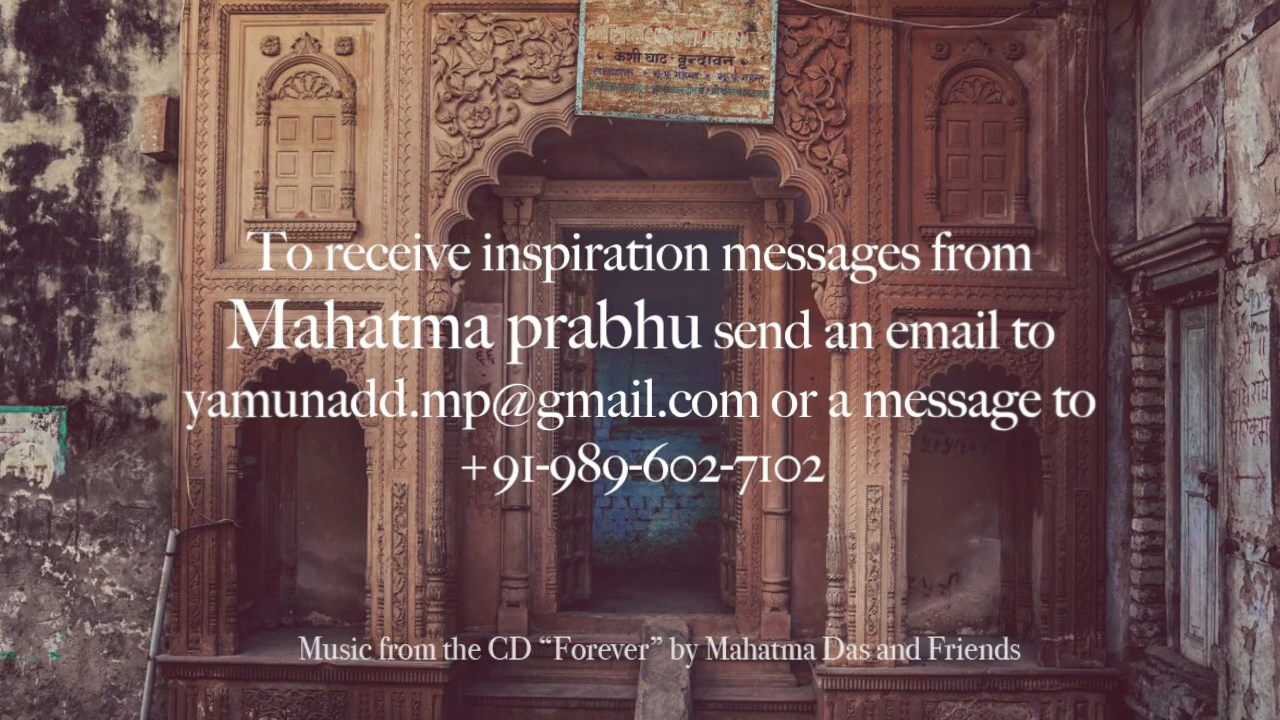 केशी घाट • वृन्दावन
To receive inspiration messages from
Mahatma prabhu send an email to
yamunadd.mp@gmail.com or a message to
+91-989-602-7102
Music from the CD “Forever” by Mahatma Das and Friends